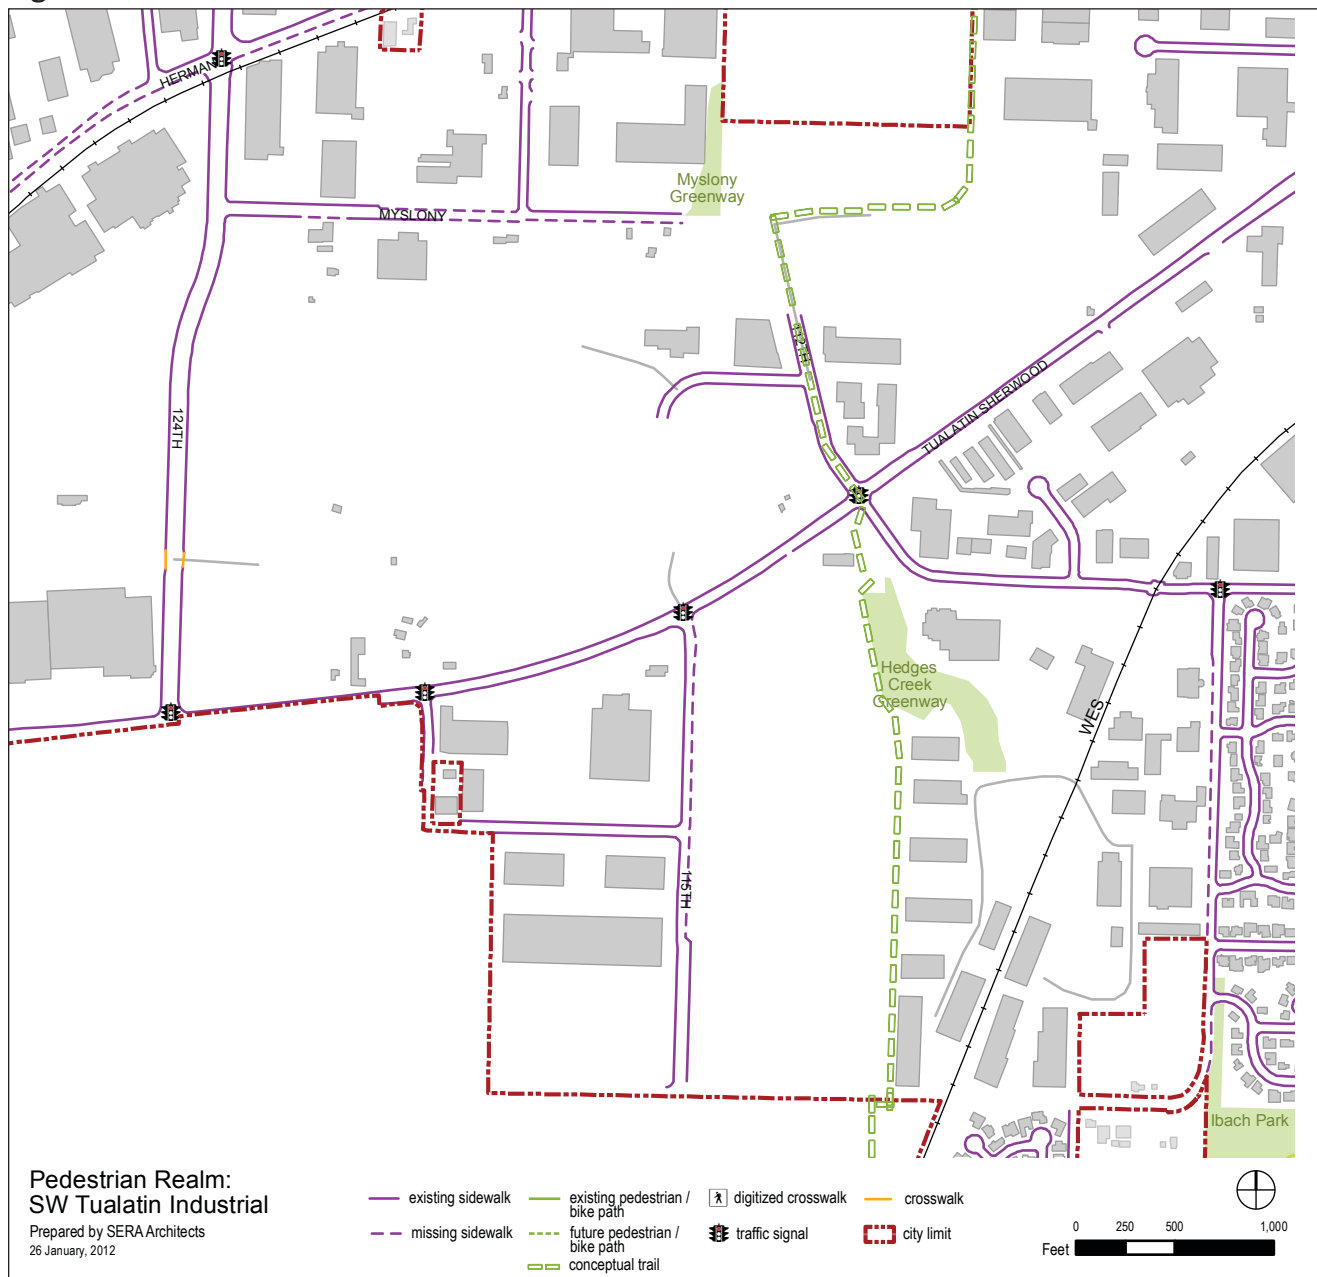 HERMAN
MYSLONY
Myslony
Greenway
112TH
TUALATIN SHERWOOD
124TH
Hedges
Creek
Greenway
WES
115TH
Ibach Park
Pedestrian Realm:
SW Tualatin Industrial
Prepared by SERA Architects
26 January, 2012
existing sidewalk
missing sidewalk
existing pedestrian /
bike path
future pedestrian /
bike path
conceptual trail
digitized crosswalk
traffic signal
crosswalk
city limit
0 250 500 1,000
Feet